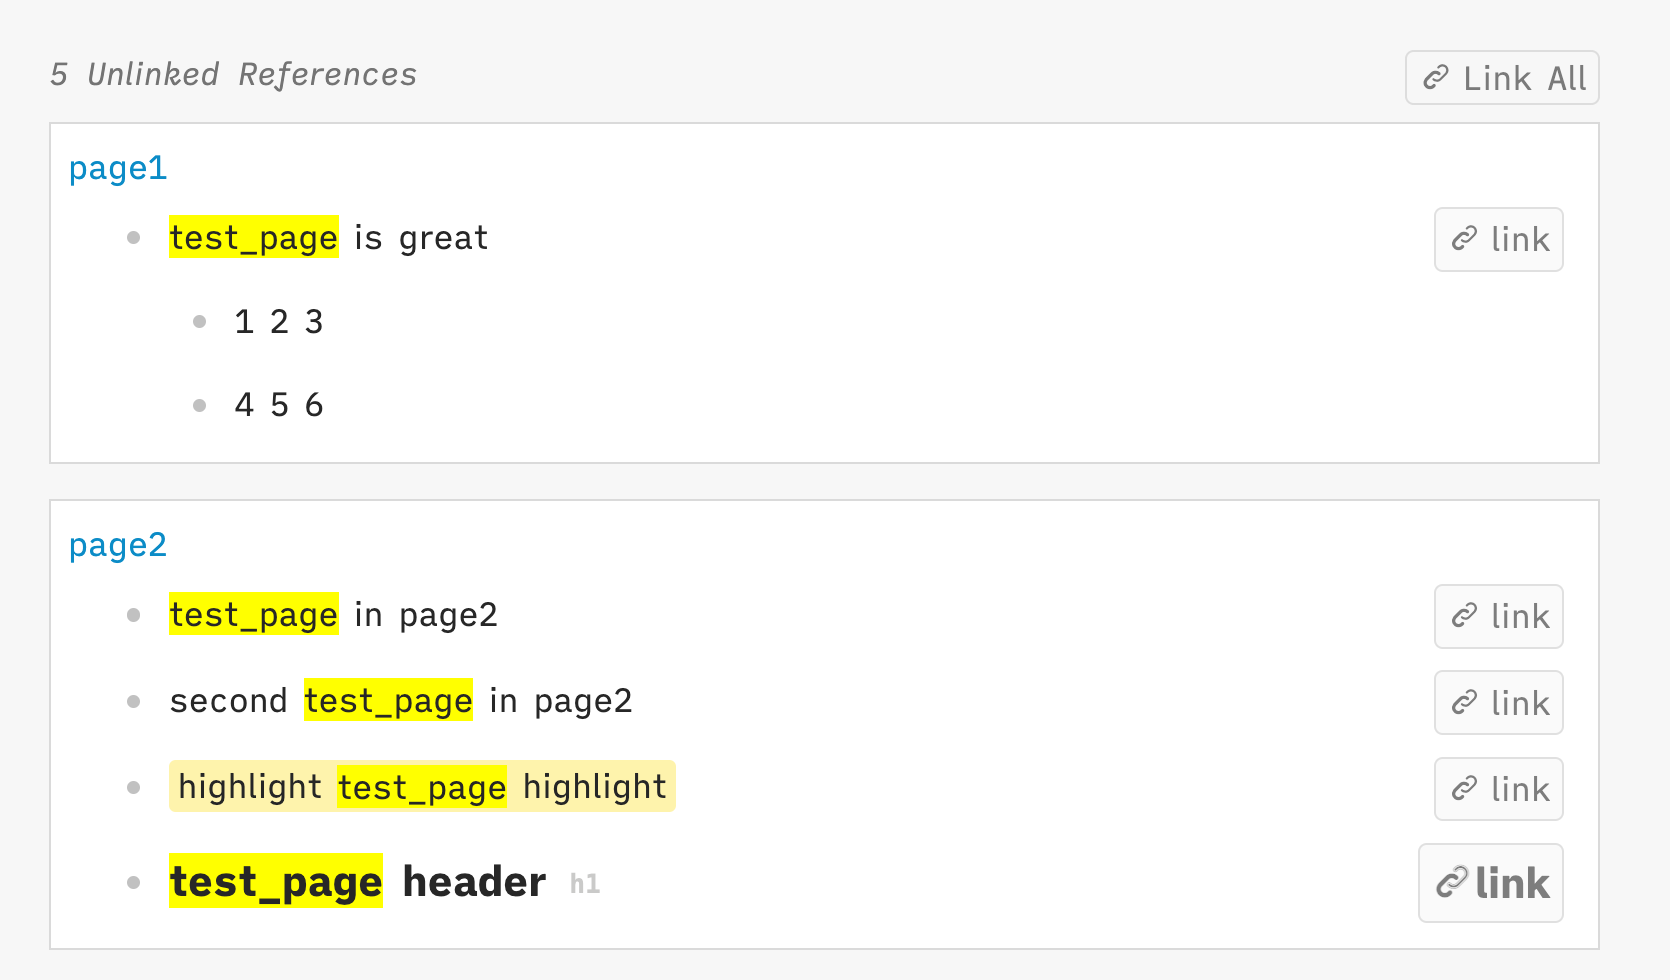 5 Unlinked References Link All
page1
test_page is great link
1 2 3
4 5 6
page2
test_page in page2 link
second test_page in page2 link
highlight test_page highlight link
test_page header h1 link